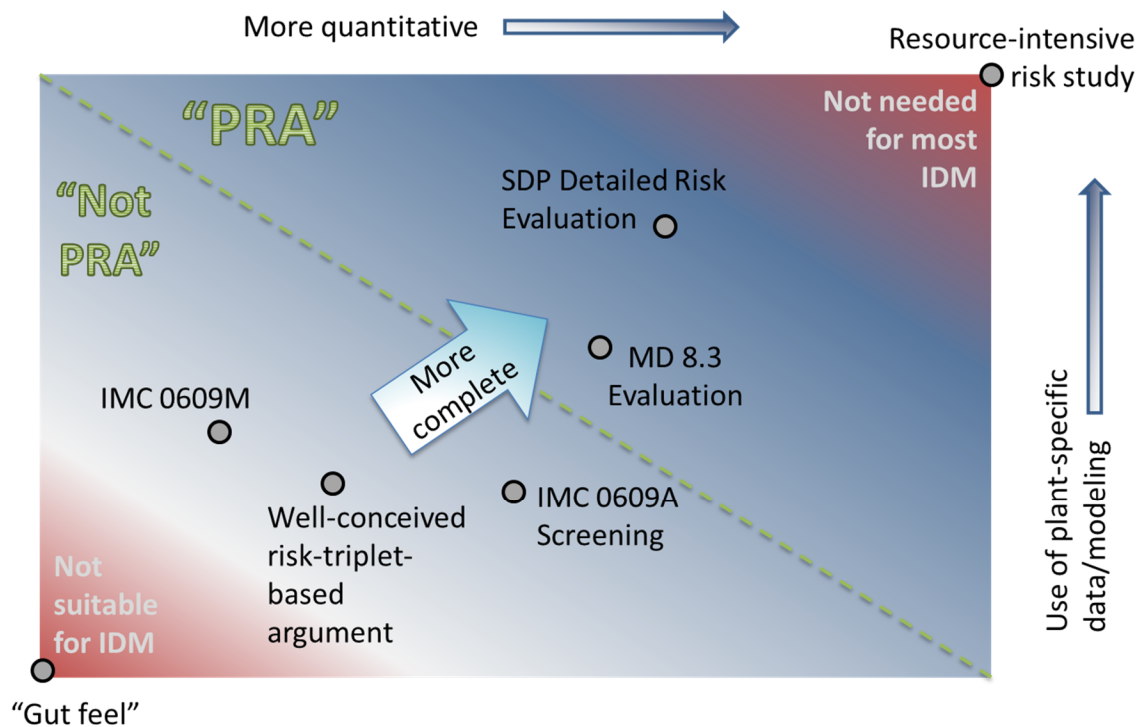 More quantitative
Resource-intensive
risk study
"PRA"
Not needed
for most
IDM
"Not
PRA"
SDP Detailed Risk
Evaluation
More
complete
MD 8.3
Evaluation
IMC 0609M
Well-conceived
risk-triplet-
based
argument
IMC 0609A
Screening
Use of plant-specific
data/modeling
Not
suitable
for IDM
“Gut feel”